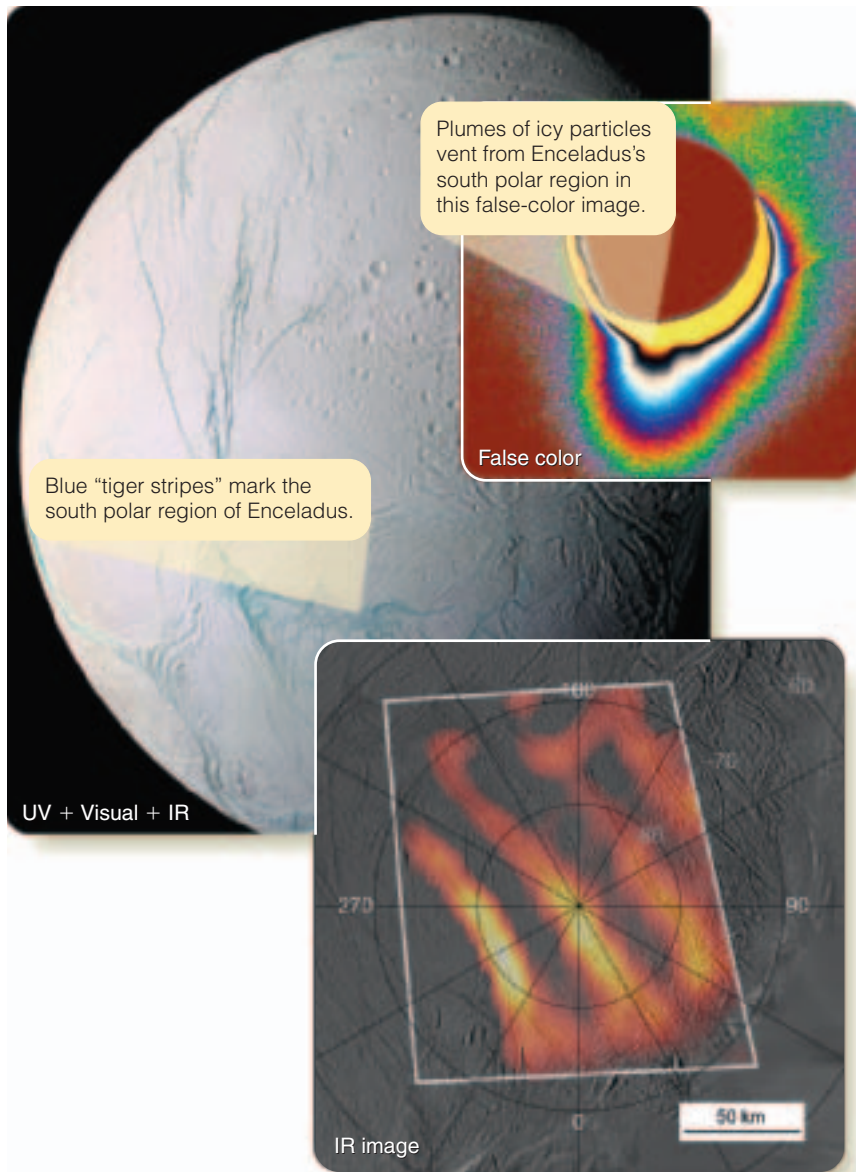 Plumes of icy particles
vent from Enceladus’s
south polar region in
this false-color image.
False color
Blue “tiger stripes” mark the
south polar region of Enceladus.
UV + Visual + IR
180
-70
270
90
0
50 km
IR image